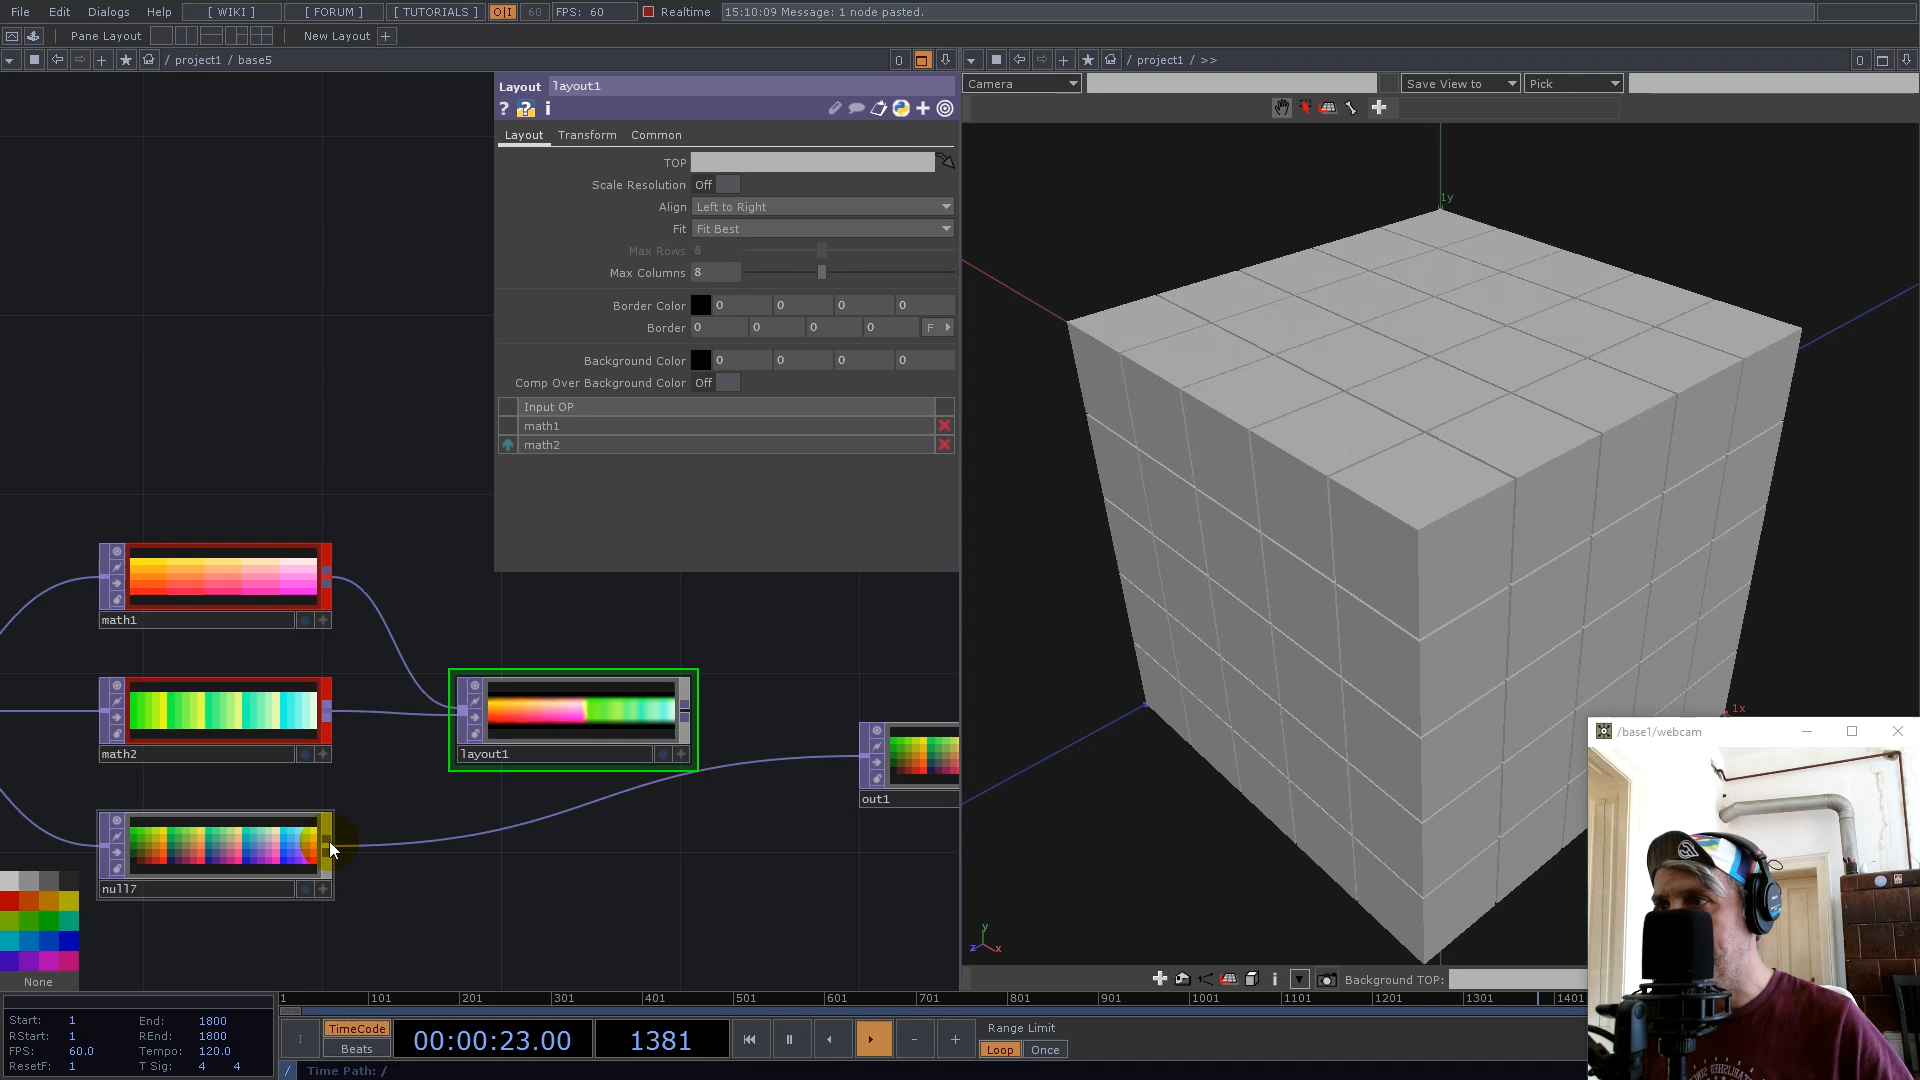 File Edit Dialogs Help [ WIKI ] [ FORUM ] [ TUTORIALS ] O|I 60 FPS: 60 Realtime 15:10:09 Message: 1 node pasted.
Pane Layout New Layout +
/ project1 / base5 0
/ project1 / >> 0
Layout layout1
? ? i
Layout Transform Common
TOP
Scale Resolution Off
Align Left to Right
Fit Fit Best
Max Rows 8
Max Columns 8
Border Color 0 0 0 0
Border 0 0 0 0 F
Background Color 0 0 0 0
Comp Over Background Color Off
Input OP
math1
math2
Camera Save View to Pick
1y
1x
y
z x
math1
math2
layout1
out1
null7
None
i Background TOP:
/base1/webcam
1 101 201 301 401 501 601 701 801 901 1001 1101 1201 1301 1401
Start: 1 End: 1800
RStart: 1 REnd: 1800
FPS: 60.0 Tempo: 120.0
ResetF: 1 T Sig: 4 4
I TimeCode Beats 00:00:23.00 1381 - +
Range Limit
Loop Once
/ Time Path: /